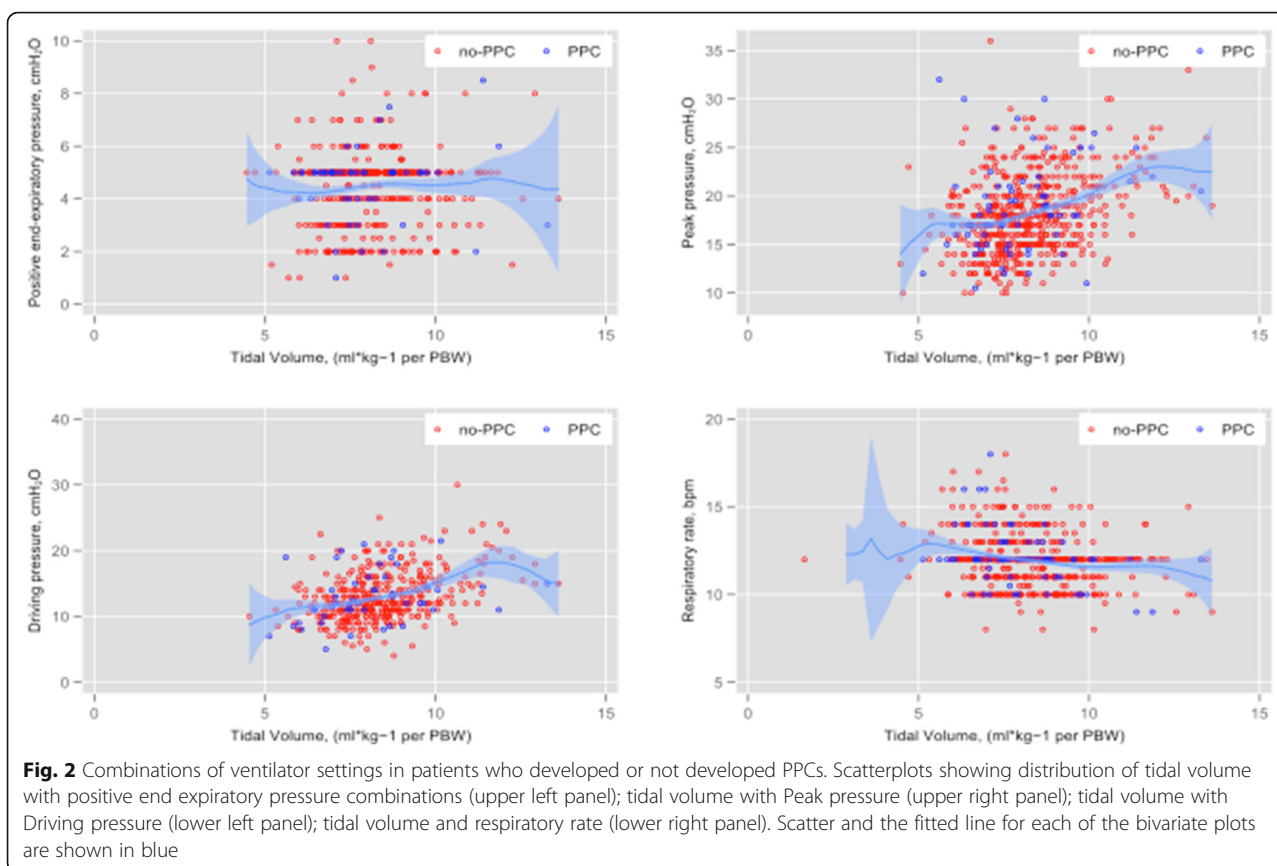 no-PPC PPC
10
8
6
4
2
0
Positive end-expiratory pressure, cmH₂O
0 5 10 15
Tidal Volume, (ml*kg−1 per PBW)
no-PPC PPC
35
30
25
20
15
10
Peak pressure, cmH₂O
0 5 10 15
Tidal Volume, (ml*kg−1 per PBW)
no-PPC PPC
40
30
20
10
0
Driving pressure, cmH₂O
0 5 10 15
Tidal Volume, (ml*kg−1 per PBW)
no-PPC PPC
20
15
10
5
Respiratory rate, bpm
0 5 10 15
Tidal Volume, (ml*kg−1 per PBW)
Fig. 2 Combinations of ventilator settings in patients who developed or not developed PPCs. Scatterplots showing distribution of tidal volume
with positive end expiratory pressure combinations (upper left panel); tidal volume with Peak pressure (upper right panel); tidal volume with
Driving pressure (lower left panel); tidal volume and respiratory rate (lower right panel). Scatter and the fitted line for each of the bivariate plots
are shown in blue